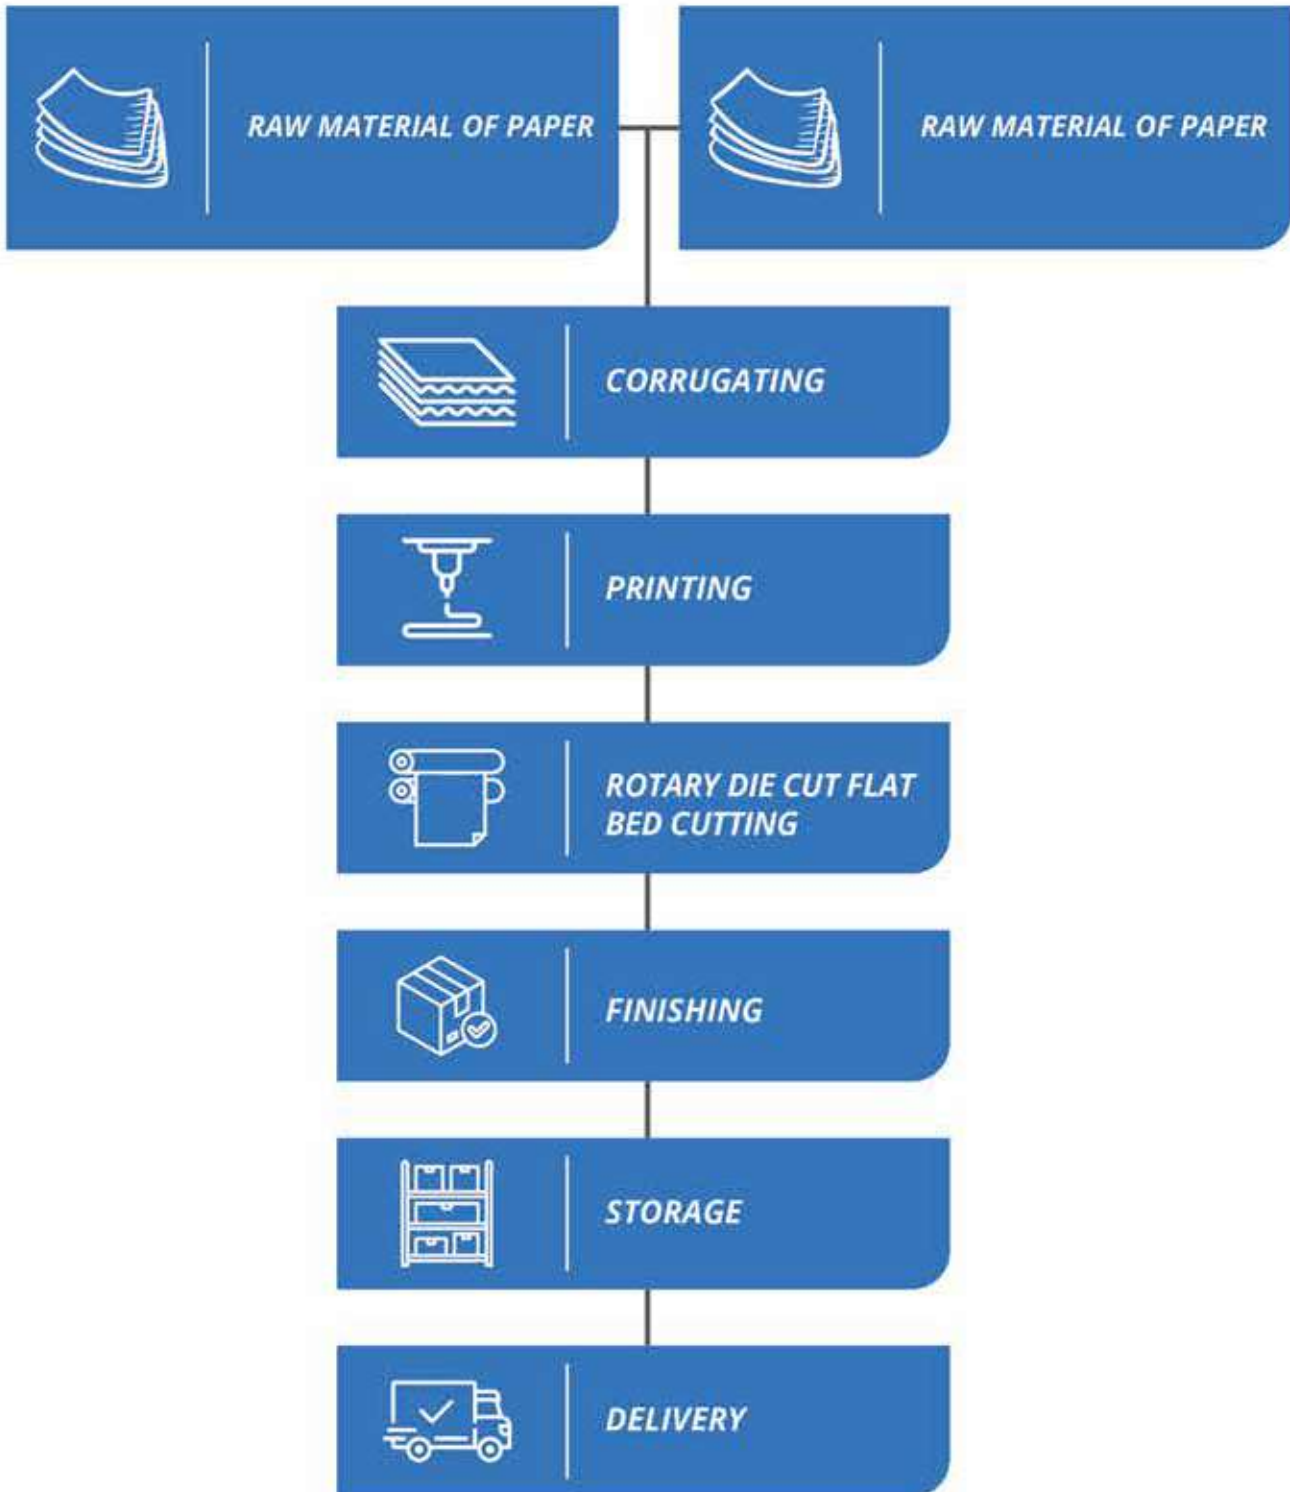 RAW MATERIAL OF PAPER
RAW MATERIAL OF PAPER
CORRUGATING
PRINTING
ROTARY DIE CUT FLAT
BED CUTTING
FINISHING
STORAGE
DELIVERY